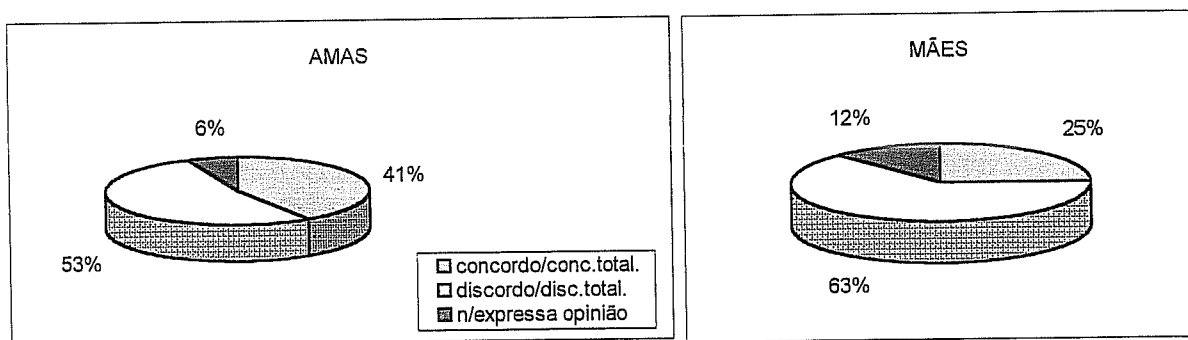 AMAS
6%
41%
53%
concordo/conc.total.
discordo/disc.total.
n/expressa opinião
MÃES
12%
25%
63%